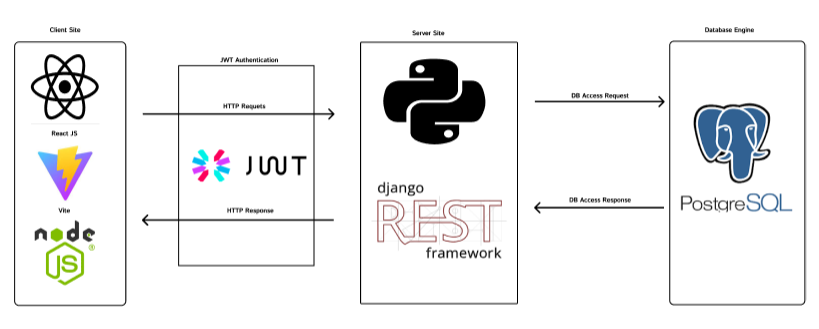 Client Site
React JS
Vite
node
JS
®
JWT Authentication
HTTP Requets
JWT
HTTP Response
Server Site
django
REST
framework
DB Access Request
DB Access Response
Database Engine
PostgreSQL